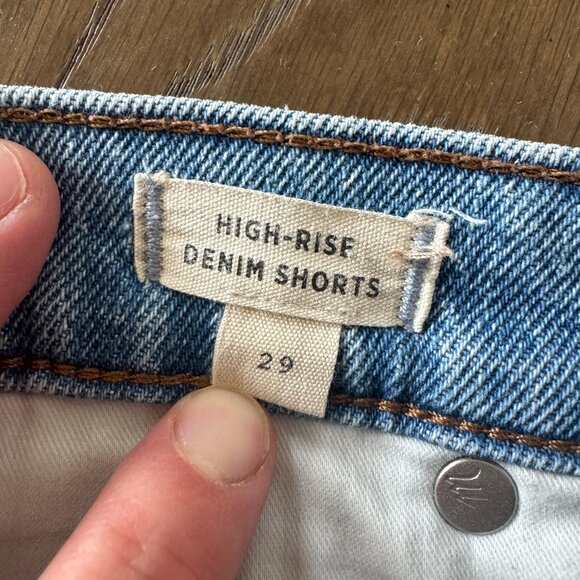 HIGH-RISE
DENIM SHORTS
29
M